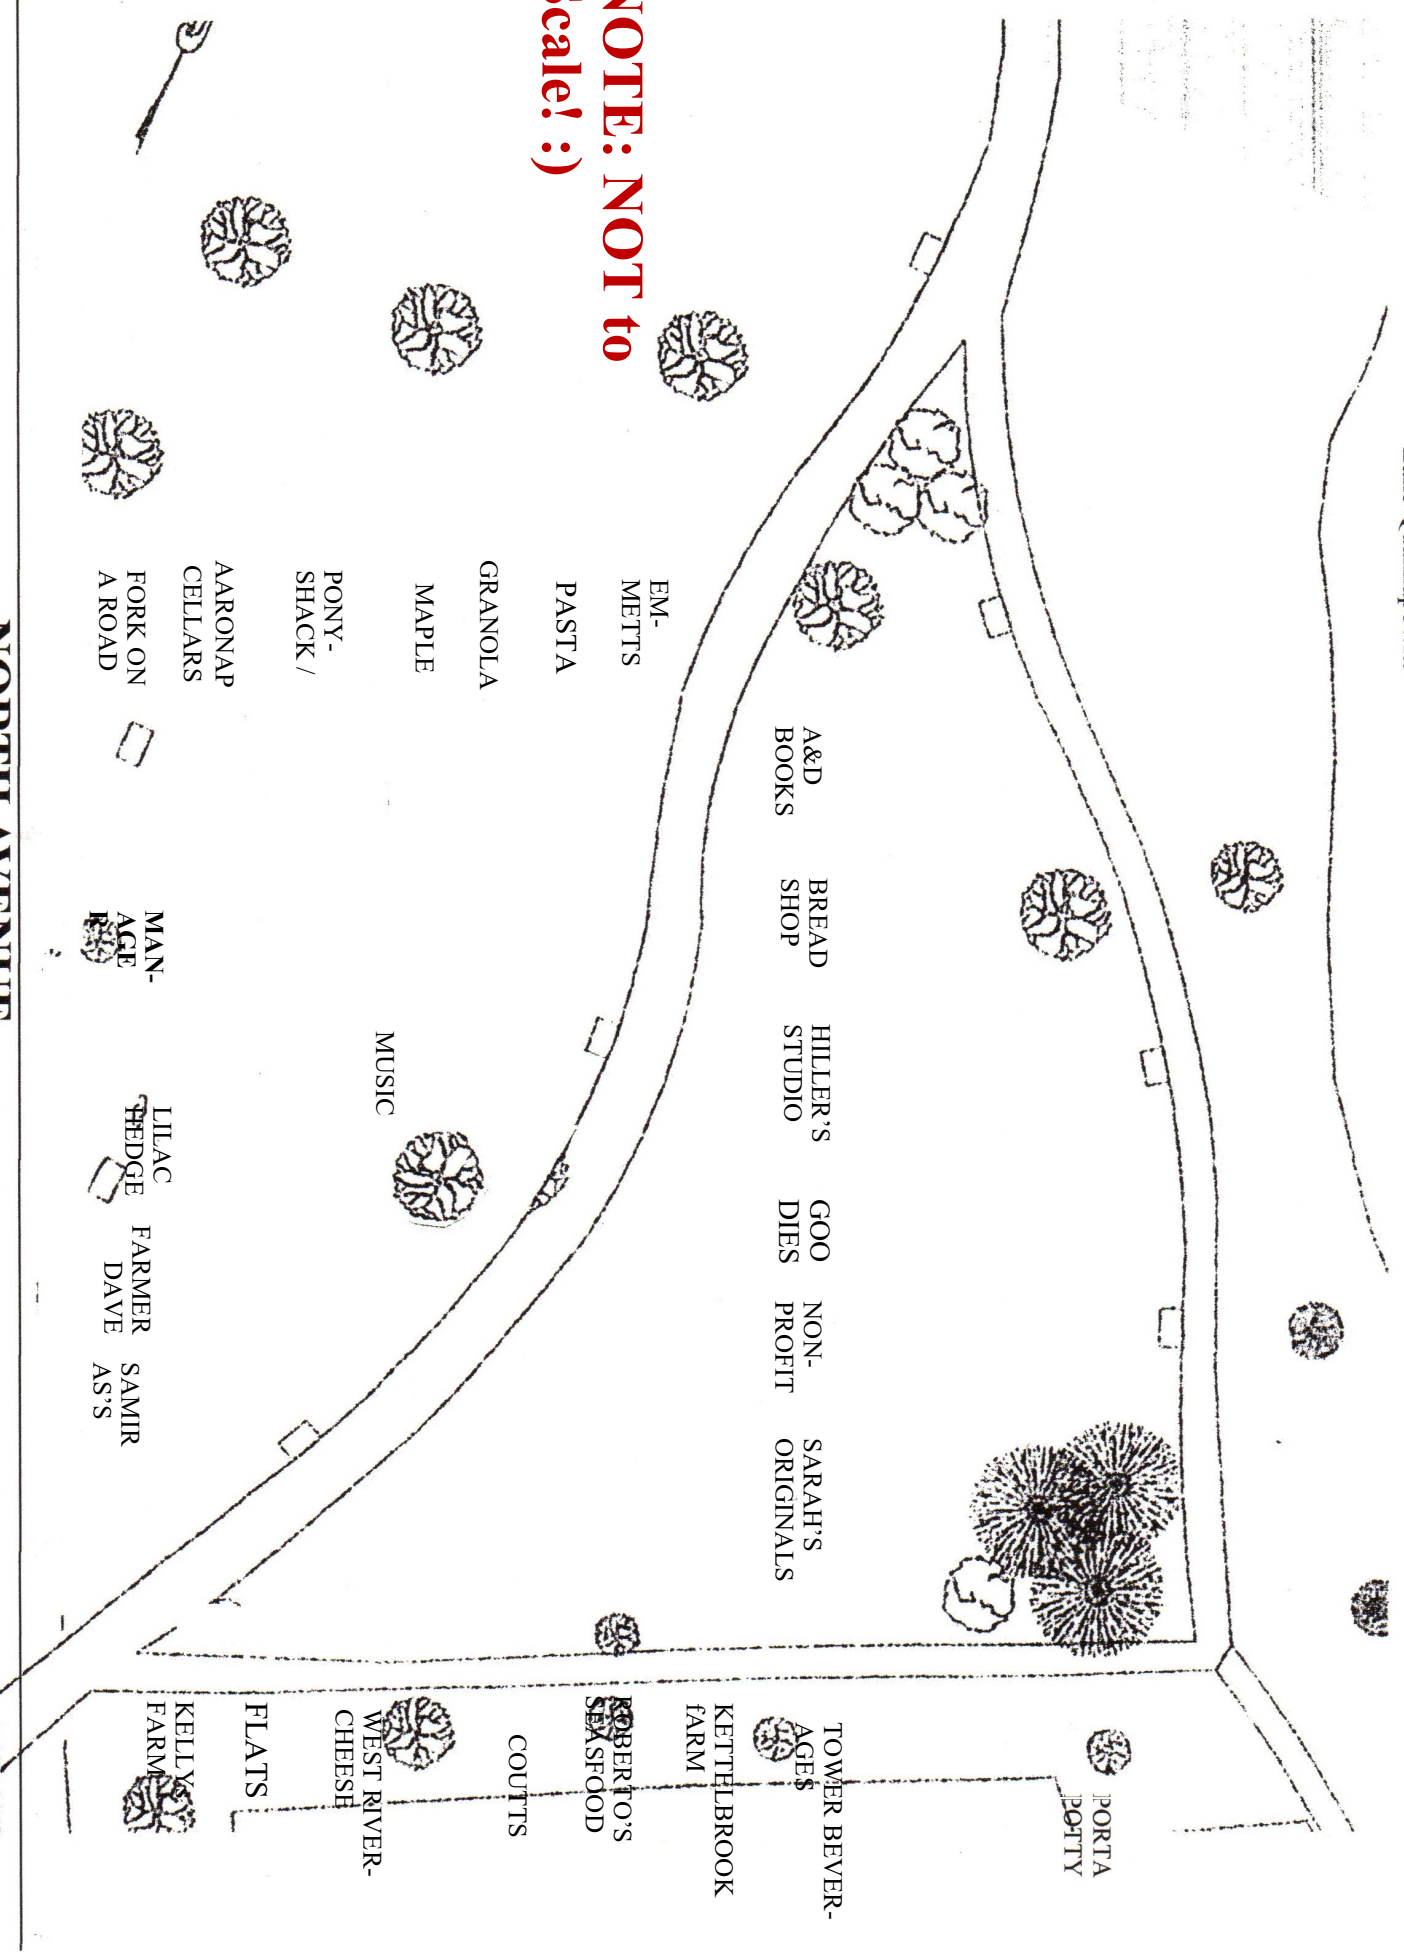 NOTE: NOT to
Scale! :)
EM-
METTS
PASTA
GRANOLA
MAPLE
PONY-
SHACK /
AARONAP
CELLARS
FORK ON
A ROAD
A&D
BOOKS
BREAD
SHOP
HILLER'S
STUDIO
GOO
DIES
NON-
PROFIT
SARAH'S
ORIGINALS
MUSIC
MAN-
AGE
R
LILAC
HEDGE
FARMER
DAVE
SAMIR
AS'S
PORTA
POTTY
TOWER BEVER-
AGES
KETTELBROOK
fARM
ROBERTO'S
SEASFOOD
COUTTS
WEST RIVER-
CHEESE
FLATS
KELLY'S
FARM
NORTH AVENUE